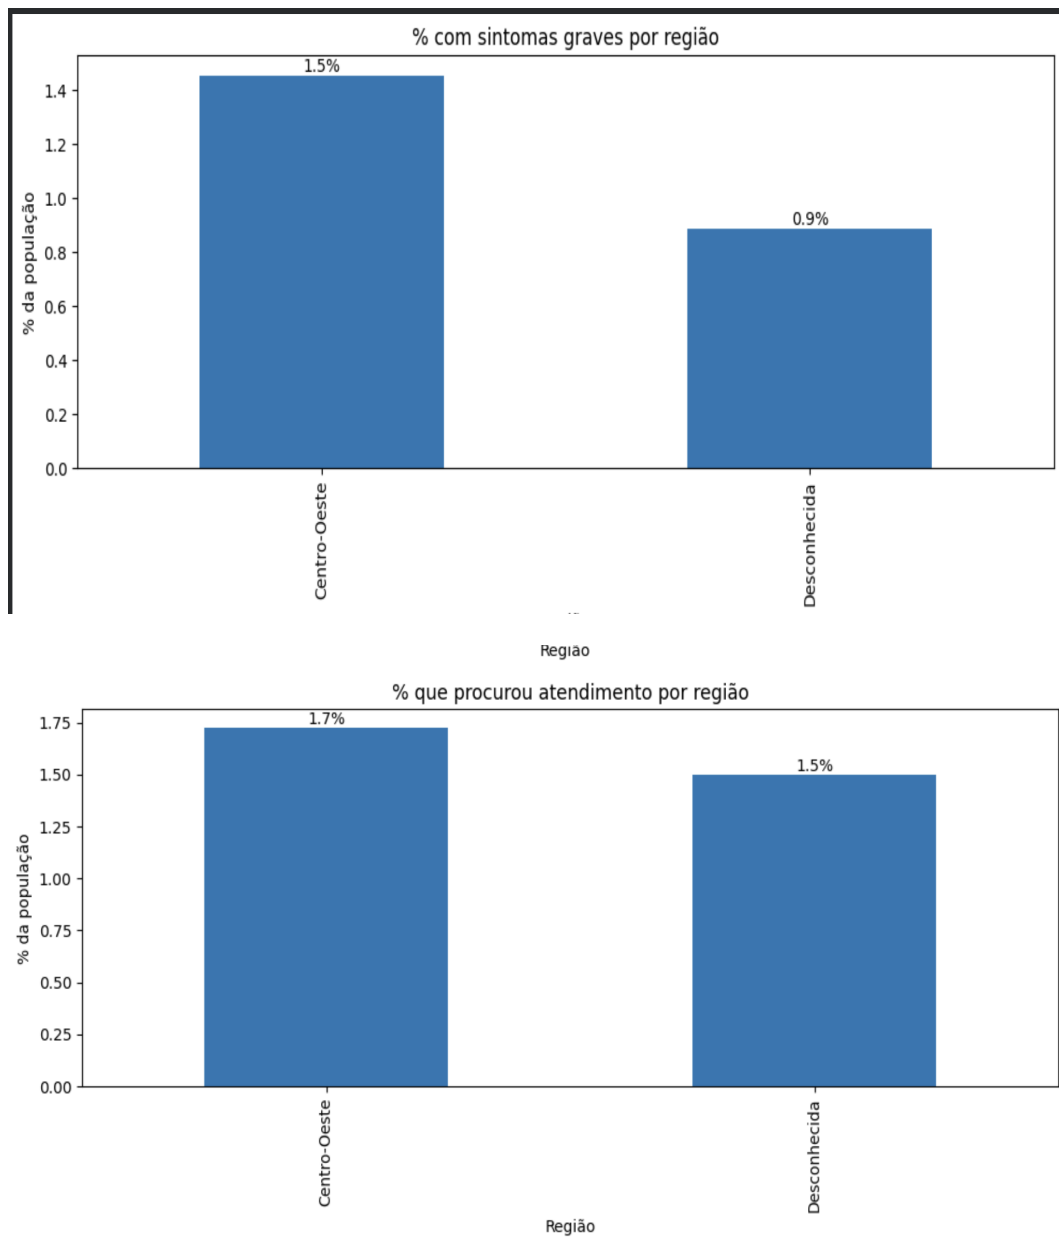 % com sintomas graves por região
1.5%
0.9%
1.4
1.2
1.0
0.8
0.6
0.4
0.2
0.0
% da população
Centro-Oeste
Desconhecida
Região
% que procurou atendimento por região
1.7%
1.5%
1.75
1.50
1.25
1.00
0.75
0.50
0.25
0.00
% da população
Centro-Oeste
Desconhecida
Região